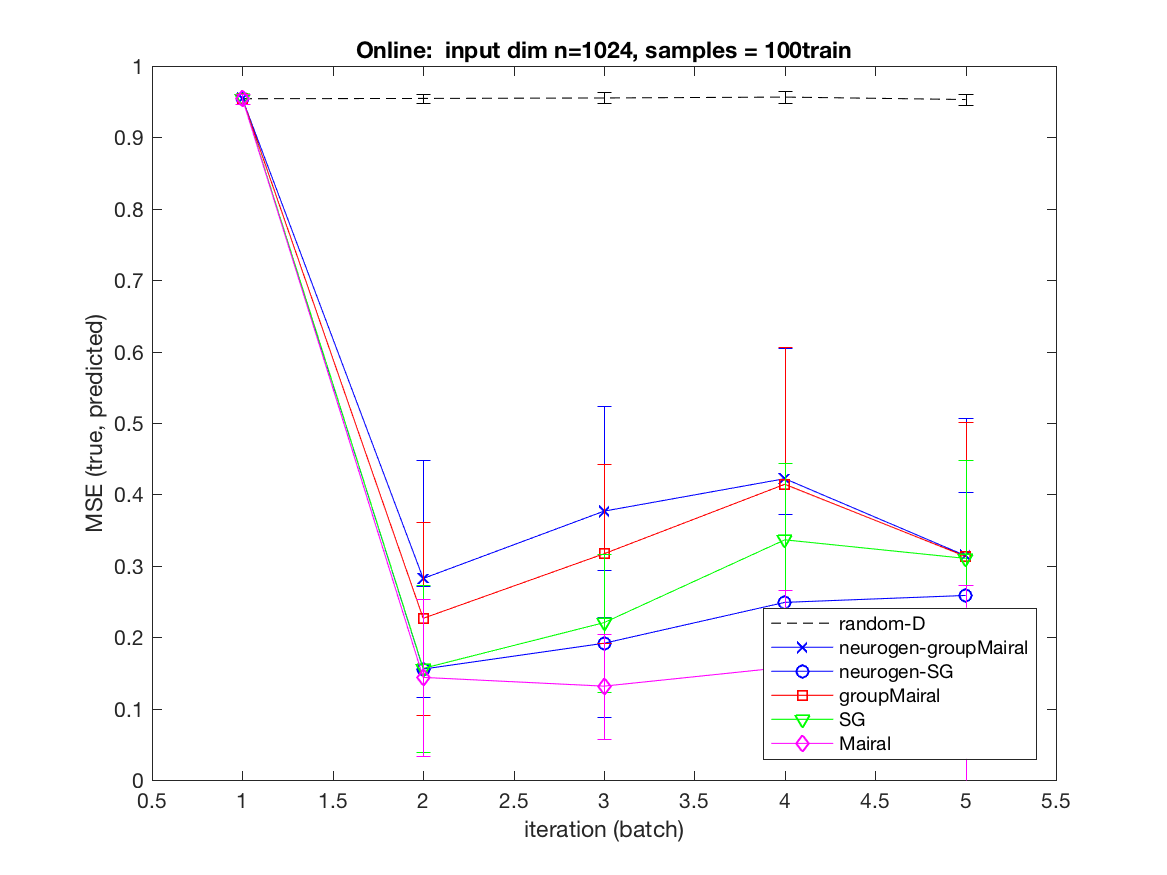 Online:  input dim n=1024, samples = 100train
MSE (true, predicted)
1
0.9
0.8
0.7
0.6
0.5
0.4
0.3
0.2
0.1
0
random-D
neurogen-groupMairal
neurogen-SG
groupMairal
SG
Mairal
0.5 1 1.5 2 2.5 3 3.5 4 4.5 5 5.5
iteration (batch)